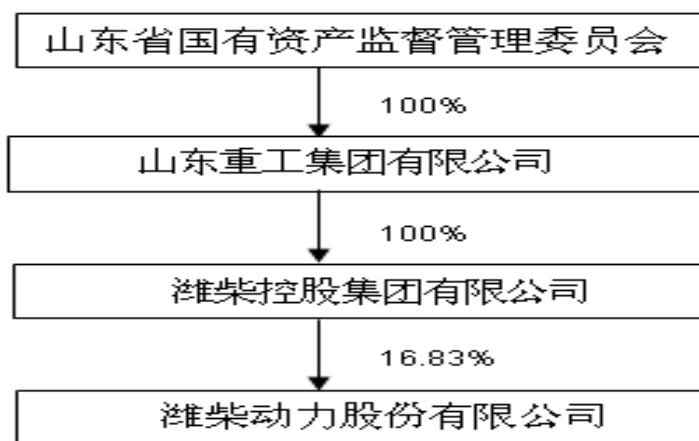 山东省国有资产监督管理委员会
100%
山东重工集团有限公司
100%
潍柴控股集团有限公司
16.83%
潍柴动力股份有限公司